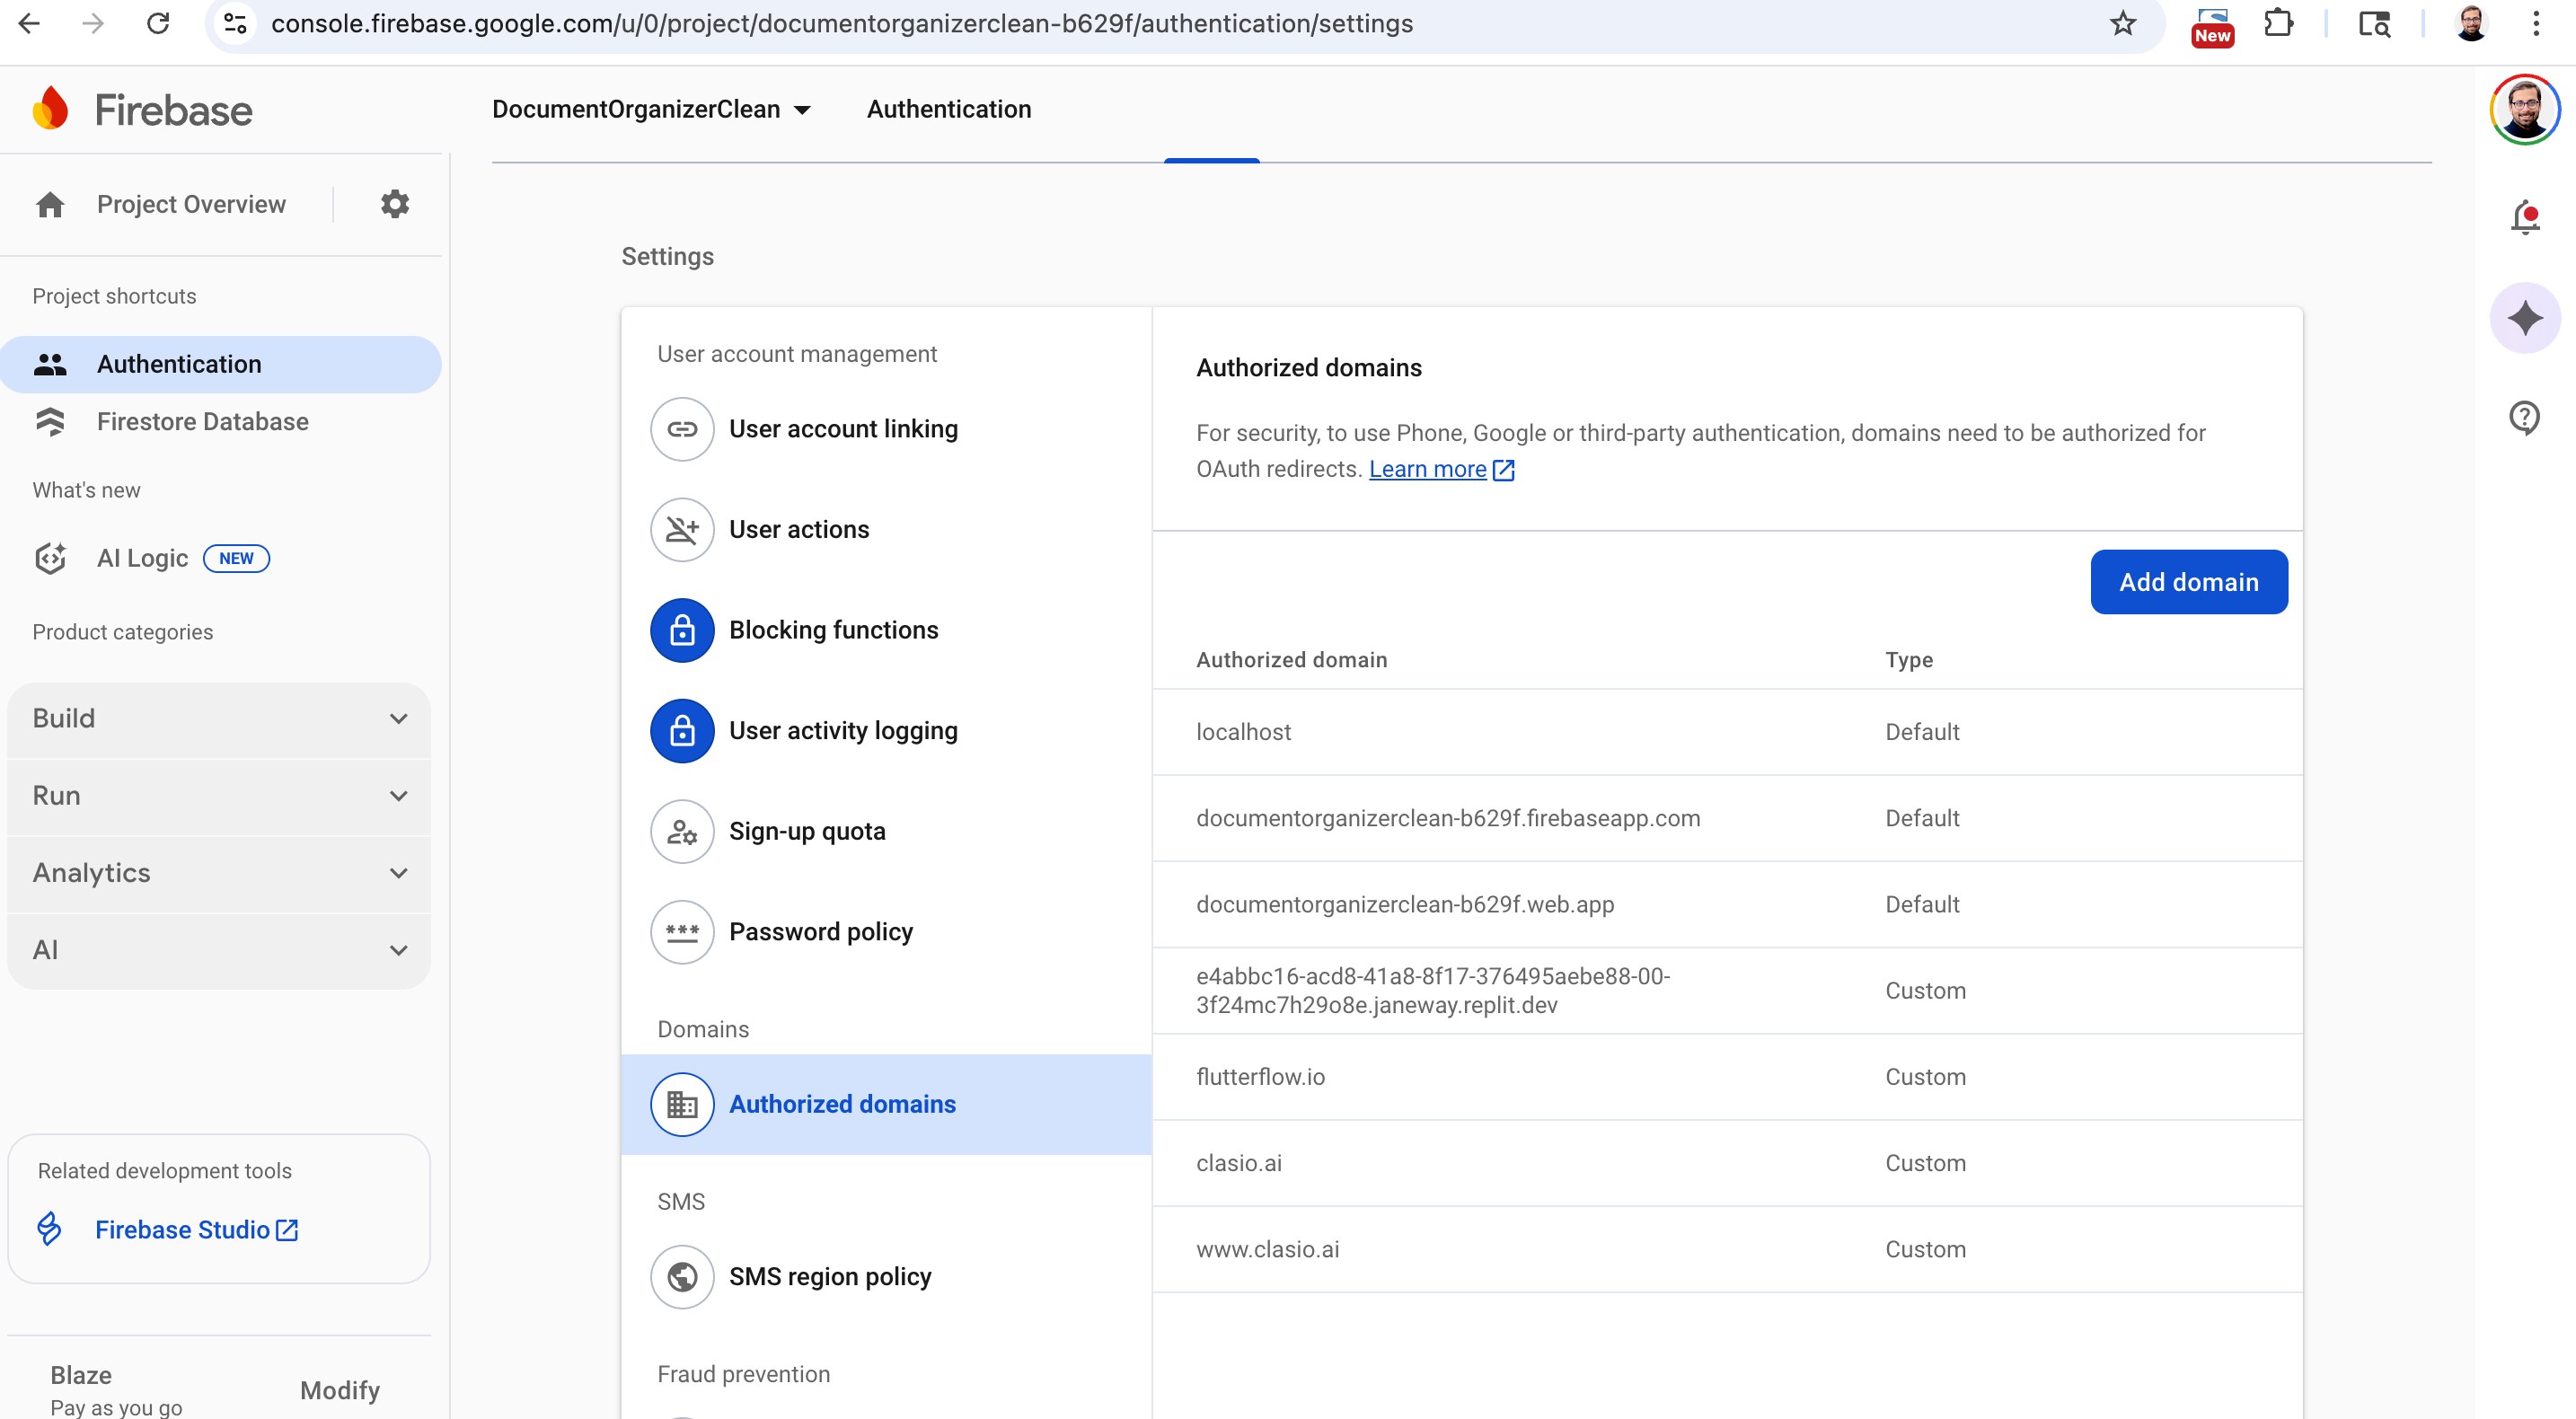 console.firebase.google.com/u/0/project/documentorganizerclean-b629f/authentication/settings
New
Firebase
DocumentOrganizerClean
Authentication
Project Overview
Settings
Project shortcuts
Authentication
Firestore Database
What's new
AI Logic NEW
Product categories
Build
Run
Analytics
AI
Related development tools
Firebase Studio
Blaze
Pay as you go
Modify
User account management
User account linking
User actions
Blocking functions
User activity logging
Sign-up quota
Password policy
Domains
Authorized domains
SMS
SMS region policy
Fraud prevention
Authorized domains
For security, to use Phone, Google or third-party authentication, domains need to be authorized for
OAuth redirects. Learn more
Add domain
Authorized domain Type
localhost Default
documentorganizerclean-b629f.firebaseapp.com Default
documentorganizerclean-b629f.web.app Default
e4abbc16-acd8-41a8-8f17-376495aebe88-00-
3f24mc7h29o8e.janeway.replit.dev Custom
flutterflow.io Custom
clasio.ai Custom
www.clasio.ai Custom